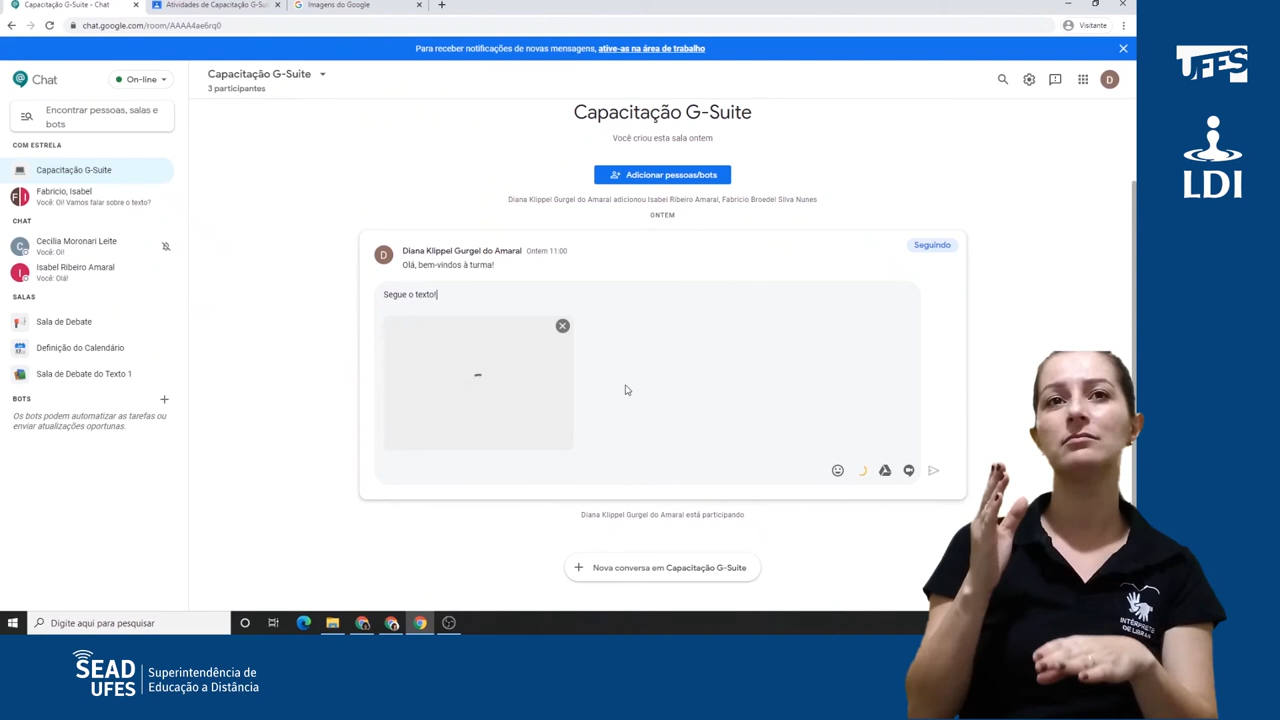 Capacitação G-Suite - Chat
Atividades de Capacitação G-Sui
Imagens do Google
chat.google.com/room/AAAA4ae6rq0
Visitante
Para receber notificações de novas mensagens, ative-as na área de trabalho
Chat
On-line
Capacitação G-Suite
3 participantes
D
Encontrar pessoas, salas e
bots
COM ESTRELA
Capacitação G-Suite
Fabricio, Isabel
Você: Oi! Vamos falar sobre o texto?
CHAT
Cecilia Moronari Leite
Você: Oi!
Isabel Ribeiro Amaral
Você: Olá!
SALAS
Sala de Debate
Definição do Calendário
Sala de Debate do Texto 1
BOTS
Os bots podem automatizar as tarefas ou
enviar atualizações oportunas.
Capacitação G-Suite
Você criou esta sala ontem
Adicionar pessoas/bots
Diana Klippel Gurgel do Amaral adicionou Isabel Ribeiro Amaral, Fabricio Broedel Silva Nunes
ONTEM
D
Diana Klippel Gurgel do Amaral Ontem 11:00
Seguindo
Olá, bem-vindos à turma!
Segue o texto!
Diana Klippel Gurgel do Amaral está participando
Nova conversa em Capacitação G-Suite
Digite aqui para pesquisar
UFES
LDI
INTÉRPRETE
DE LIBRAS
SEAD
UFES
Superintendência de
Educação a Distância